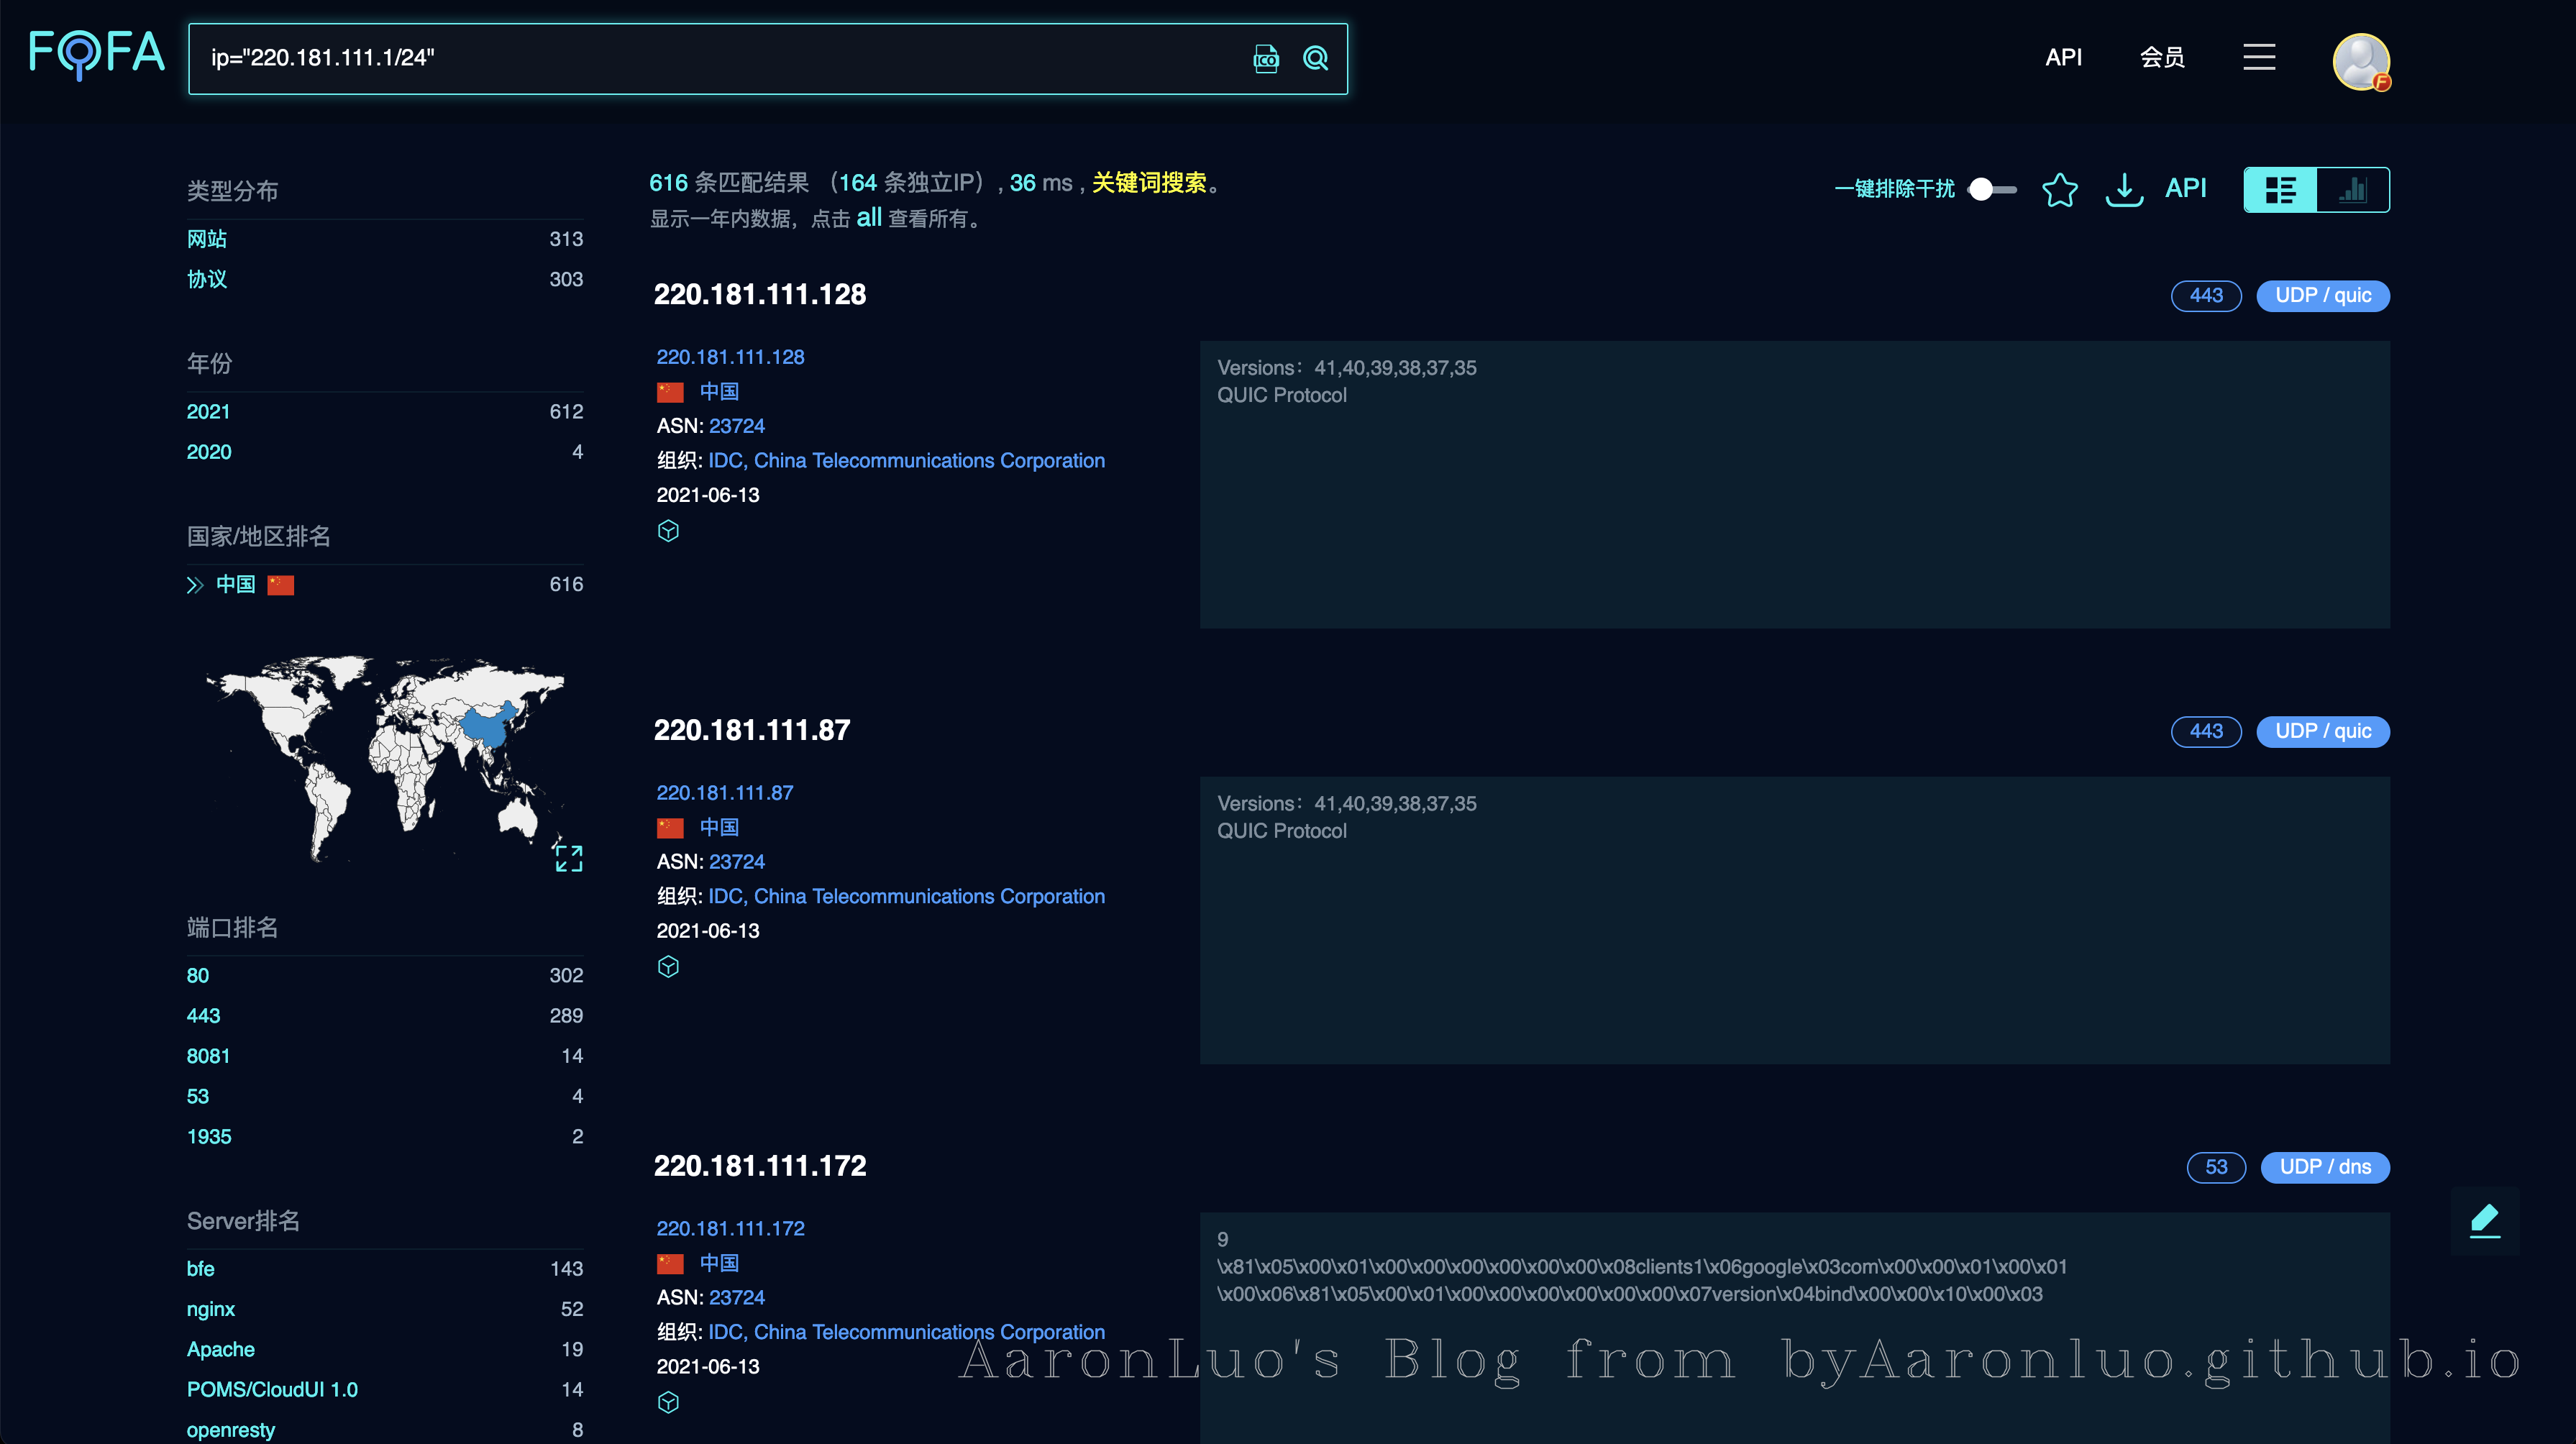 FOFA
ip="220.181.111.1/24"
ICO
API
会员
F
类型分布
网站 313
协议 303
年份
2021 612
2020 4
国家/地区排名
中国 616
端口排名
80 302
443 289
8081 14
53 4
1935 2
Server排名
bfe 143
nginx 52
Apache 19
POMS/CloudUI 1.0 14
openresty 8
616 条匹配结果 （164 条独立IP）, 36 ms , 关键词搜索。
显示一年内数据，点击 all 查看所有。
一键排除干扰
API
220.181.111.128
443
UDP / quic
220.181.111.128
中国
ASN: 23724
组织: IDC, China Telecommunications Corporation
2021-06-13
Versions：41,40,39,38,37,35
QUIC Protocol
220.181.111.87
443
UDP / quic
220.181.111.87
中国
ASN: 23724
组织: IDC, China Telecommunications Corporation
2021-06-13
Versions：41,40,39,38,37,35
QUIC Protocol
220.181.111.172
53
UDP / dns
220.181.111.172
中国
ASN: 23724
组织: IDC, China Telecommunications Corporation
2021-06-13
9
\x81\x05\x00\x01\x00\x00\x00\x00\x00\x00\x08clients1\x06google\x03com\x00\x00\x01\x00\x01
\x00\x06\x81\x05\x00\x01\x00\x00\x00\x00\x00\x00\x07version\x04bind\x00\x00\x10\x00\x03
AaronLuo's Blog from byAaronluo.github.io